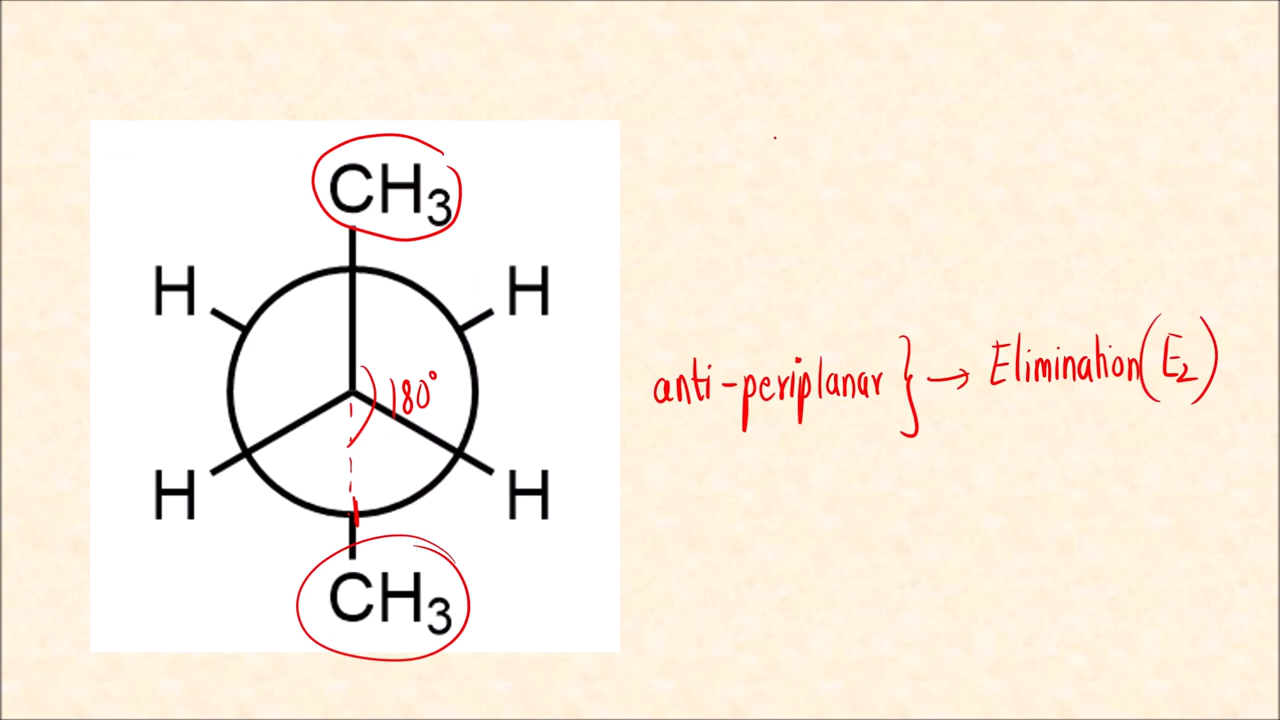 CH3
H H
180°
anti-periplanar } → Elimination (E2)
H H
CH3